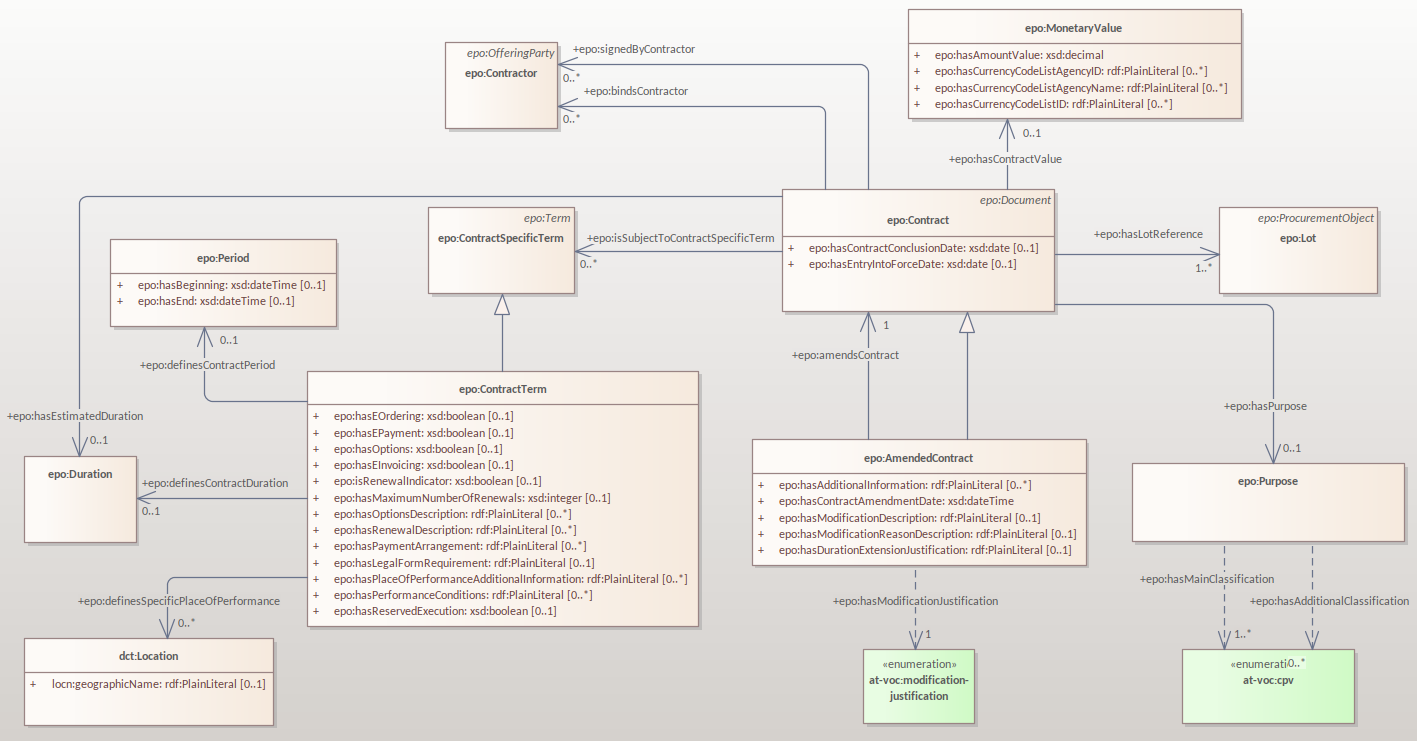 epo:OfferingParty
epo:Contractor
+epo:signedByContractor
0..*
+epo:bindsContractor
0..*
epo:MonetaryValue
+ epo:hasAmountValue: xsd:decimal
+ epo:hasCurrencyCodeListAgencyID: rdf:PlainLiteral [0..*]
+ epo:hasCurrencyCodeListAgencyName: rdf:PlainLiteral [0..*]
+ epo:hasCurrencyCodeListID: rdf:PlainLiteral [0..*]
0..1
+epo:hasContractValue
epo:Document
epo:Contract
+ epo:hasContractConclusionDate: xsd:date [0..1]
+ epo:hasEntryIntoForceDate: xsd:date [0..1]
epo:Term
epo:ContractSpecificTerm
+epo:isSubjectToContractSpecificTerm
0..*
+epo:hasLotReference
1..*
epo:ProcurementObject
epo:Lot
epo:Period
+ epo:hasBeginning: xsd:dateTime [0..1]
+ epo:hasEnd: xsd:dateTime [0..1]
0..1
+epo:definesContractPeriod
1
+epo:amendsContract
epo:ContractTerm
+ epo:hasEOrdering: xsd:boolean [0..1]
+ epo:hasEPayment: xsd:boolean [0..1]
+ epo:hasOptions: xsd:boolean [0..1]
+ epo:hasEInvoicing: xsd:boolean [0..1]
+ epo:isRenewalIndicator: xsd:boolean [0..1]
+ epo:hasMaximumNumberOfRenewals: xsd:integer [0..1]
+ epo:hasOptionsDescription: rdf:PlainLiteral [0..*]
+ epo:hasRenewalDescription: rdf:PlainLiteral [0..*]
+ epo:hasPaymentArrangement: rdf:PlainLiteral [0..*]
+ epo:hasLegalFormRequirement: rdf:PlainLiteral [0..1]
+ epo:hasPlaceOfPerformanceAdditionalInformation: rdf:PlainLiteral [0..*]
+ epo:hasPerformanceConditions: rdf:PlainLiteral [0..*]
+ epo:hasReservedExecution: xsd:boolean [0..1]
+epo:hasEstimatedDuration
0..1
epo:Duration
+epo:definesContractDuration
0..1
+epo:definesSpecificPlaceOfPerformance
0..*
dct:Location
+ locn:geographicName: rdf:PlainLiteral [0..1]
epo:AmendedContract
+ epo:hasAdditionalInformation: rdf:PlainLiteral [0..*]
+ epo:hasContractAmendmentDate: xsd:dateTime
+ epo:hasModificationDescription: rdf:PlainLiteral [0..1]
+ epo:hasModificationReasonDescription: rdf:PlainLiteral [0..1]
+ epo:hasDurationExtensionJustification: rdf:PlainLiteral [0..1]
+epo:hasModificationJustification
1
«enumeration»
at-voc:modification-
justification
+epo:hasPurpose
0..1
epo:Purpose
+epo:hasMainClassification
1..*
+epo:hasAdditionalClassification
0..*
«enumerati
at-voc:cpv